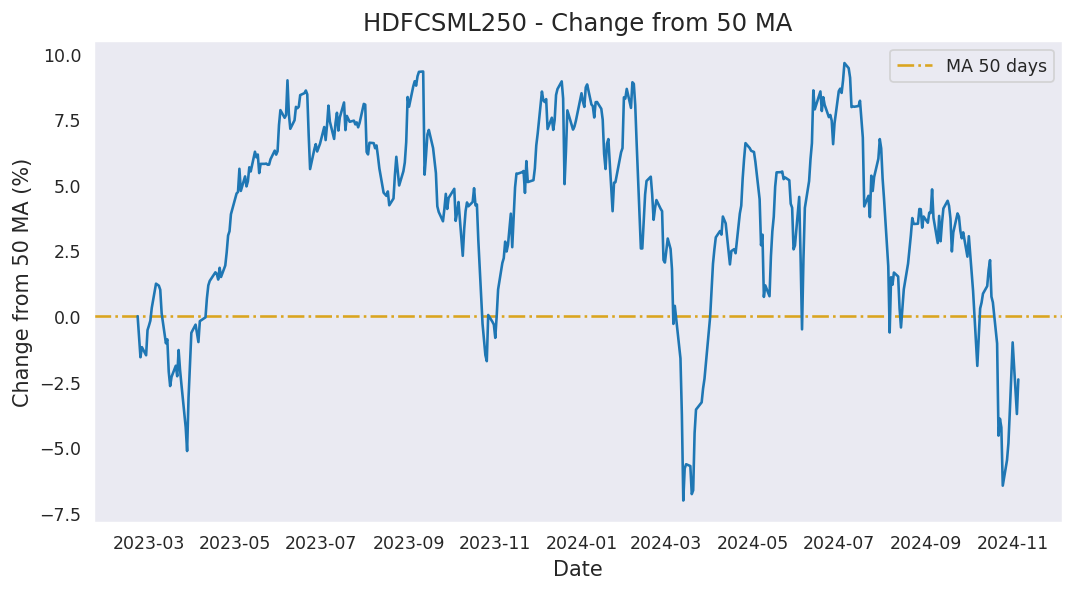 HDFCSML250 - Change from 50 MA
MA 50 days
Change from 50 MA (%)
10.0
7.5
5.0
2.5
0.0
−2.5
−5.0
−7.5
2023-03 2023-05 2023-07 2023-09 2023-11 2024-01 2024-03 2024-05 2024-07 2024-09 2024-11
Date